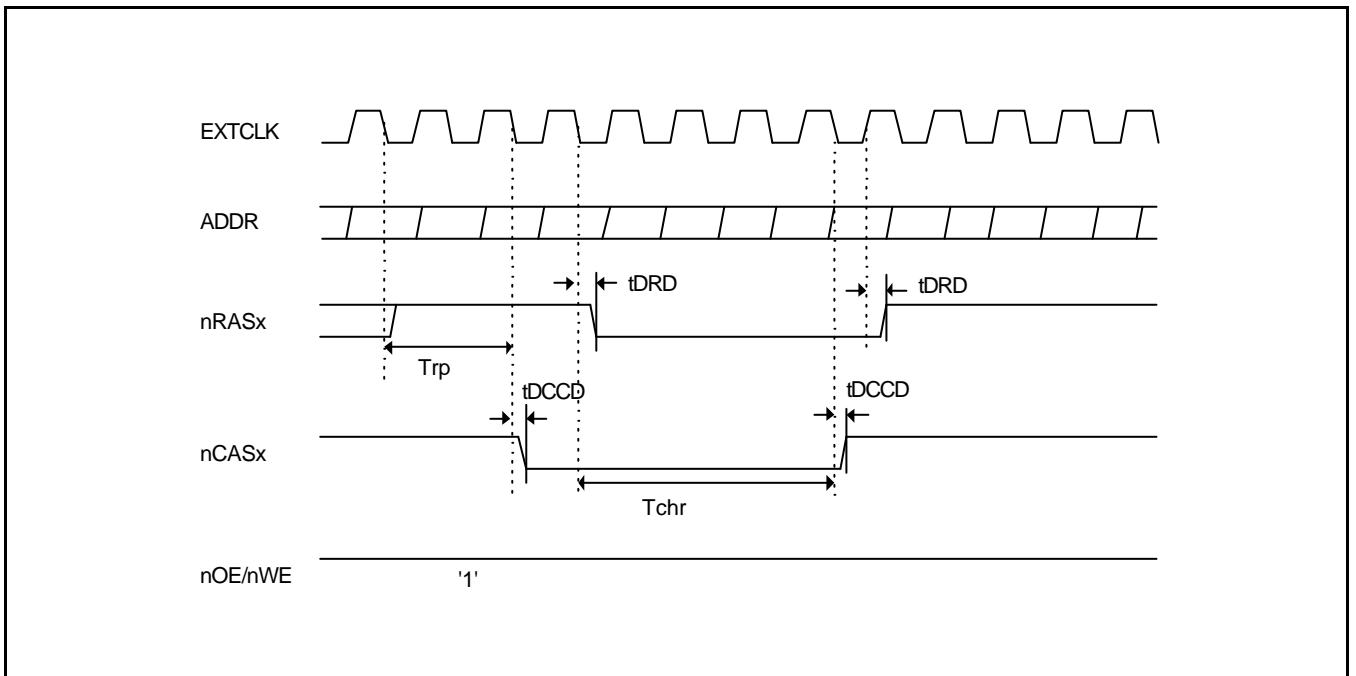 EXTCLK
ADDR
tDRD
tDRD
nRASx
Trp
tDCCD
tDCCD
nCASx
Tchr
nOE/nWE
'1'